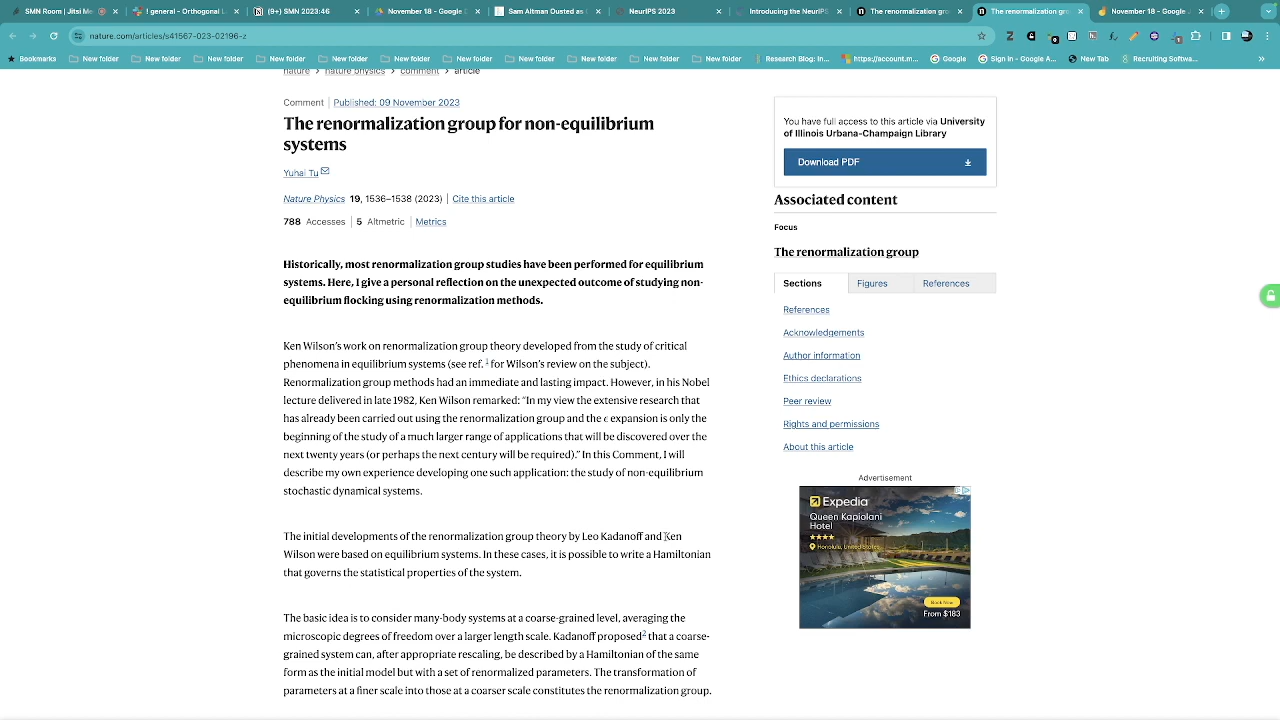 SMN Room | Jitsi Me
! general - Orthogonal L
(9+) SMN 2023:46
November 18 - Google D
Sam Altman Ousted as
NeurIPS 2023
Introducing the NeurIP
The renormalization gro
The renormalization gro
November 18 - Google
nature.com/articles/s41567-023-02196-z
Bookmarks New folder New folder New folder New folder New folder New folder New folder New folder New folder New folder New folder Research Blog: In... https://account.m... Google Sign In - Google A... New Tab Recruiting Softwa... »
nature > nature physics > comment > article
Comment | Published: 09 November 2023
The renormalization group for non-equilibrium
systems
Yuhai Tu
Nature Physics 19, 1536–1538 (2023) | Cite this article
788 Accesses | 5 Altmetric | Metrics
Historically, most renormalization group studies have been performed for equilibrium
systems. Here, I give a personal reflection on the unexpected outcome of studying non-
equilibrium flocking using renormalization methods.
Ken Wilson’s work on renormalization group theory developed from the study of critical
phenomena in equilibrium systems (see ref. 1 for Wilson’s review on the subject).
Renormalization group methods had an immediate and lasting impact. However, in his Nobel
lecture delivered in late 1982, Ken Wilson remarked: “In my view the extensive research that
has already been carried out using the renormalization group and the ϵ expansion is only the
beginning of the study of a much larger range of applications that will be discovered over the
next twenty years (or perhaps the next century will be required).” In this Comment, I will
describe my own experience developing one such application: the study of non-equilibrium
stochastic dynamical systems.
The initial developments of the renormalization group theory by Leo Kadanoff and Ken
Wilson were based on equilibrium systems. In these cases, it is possible to write a Hamiltonian
that governs the statistical properties of the system.
The basic idea is to consider many-body systems at a coarse-grained level, averaging the
microscopic degrees of freedom over a larger length scale. Kadanoff proposed2 that a coarse-
grained system can, after appropriate rescaling, be described by a Hamiltonian of the same
form as the initial model but with a set of renormalized parameters. The transformation of
parameters at a finer scale into those at a coarser scale constitutes the renormalization group.
You have full access to this article via University
of Illinois Urbana-Champaign Library
Download PDF
Associated content
Focus
The renormalization group
Sections Figures References
References
Acknowledgements
Author information
Ethics declarations
Peer review
Rights and permissions
About this article
Advertisement
Expedia
Queen Kapiolani
Hotel
Honolulu, United States
Book Now
From $183